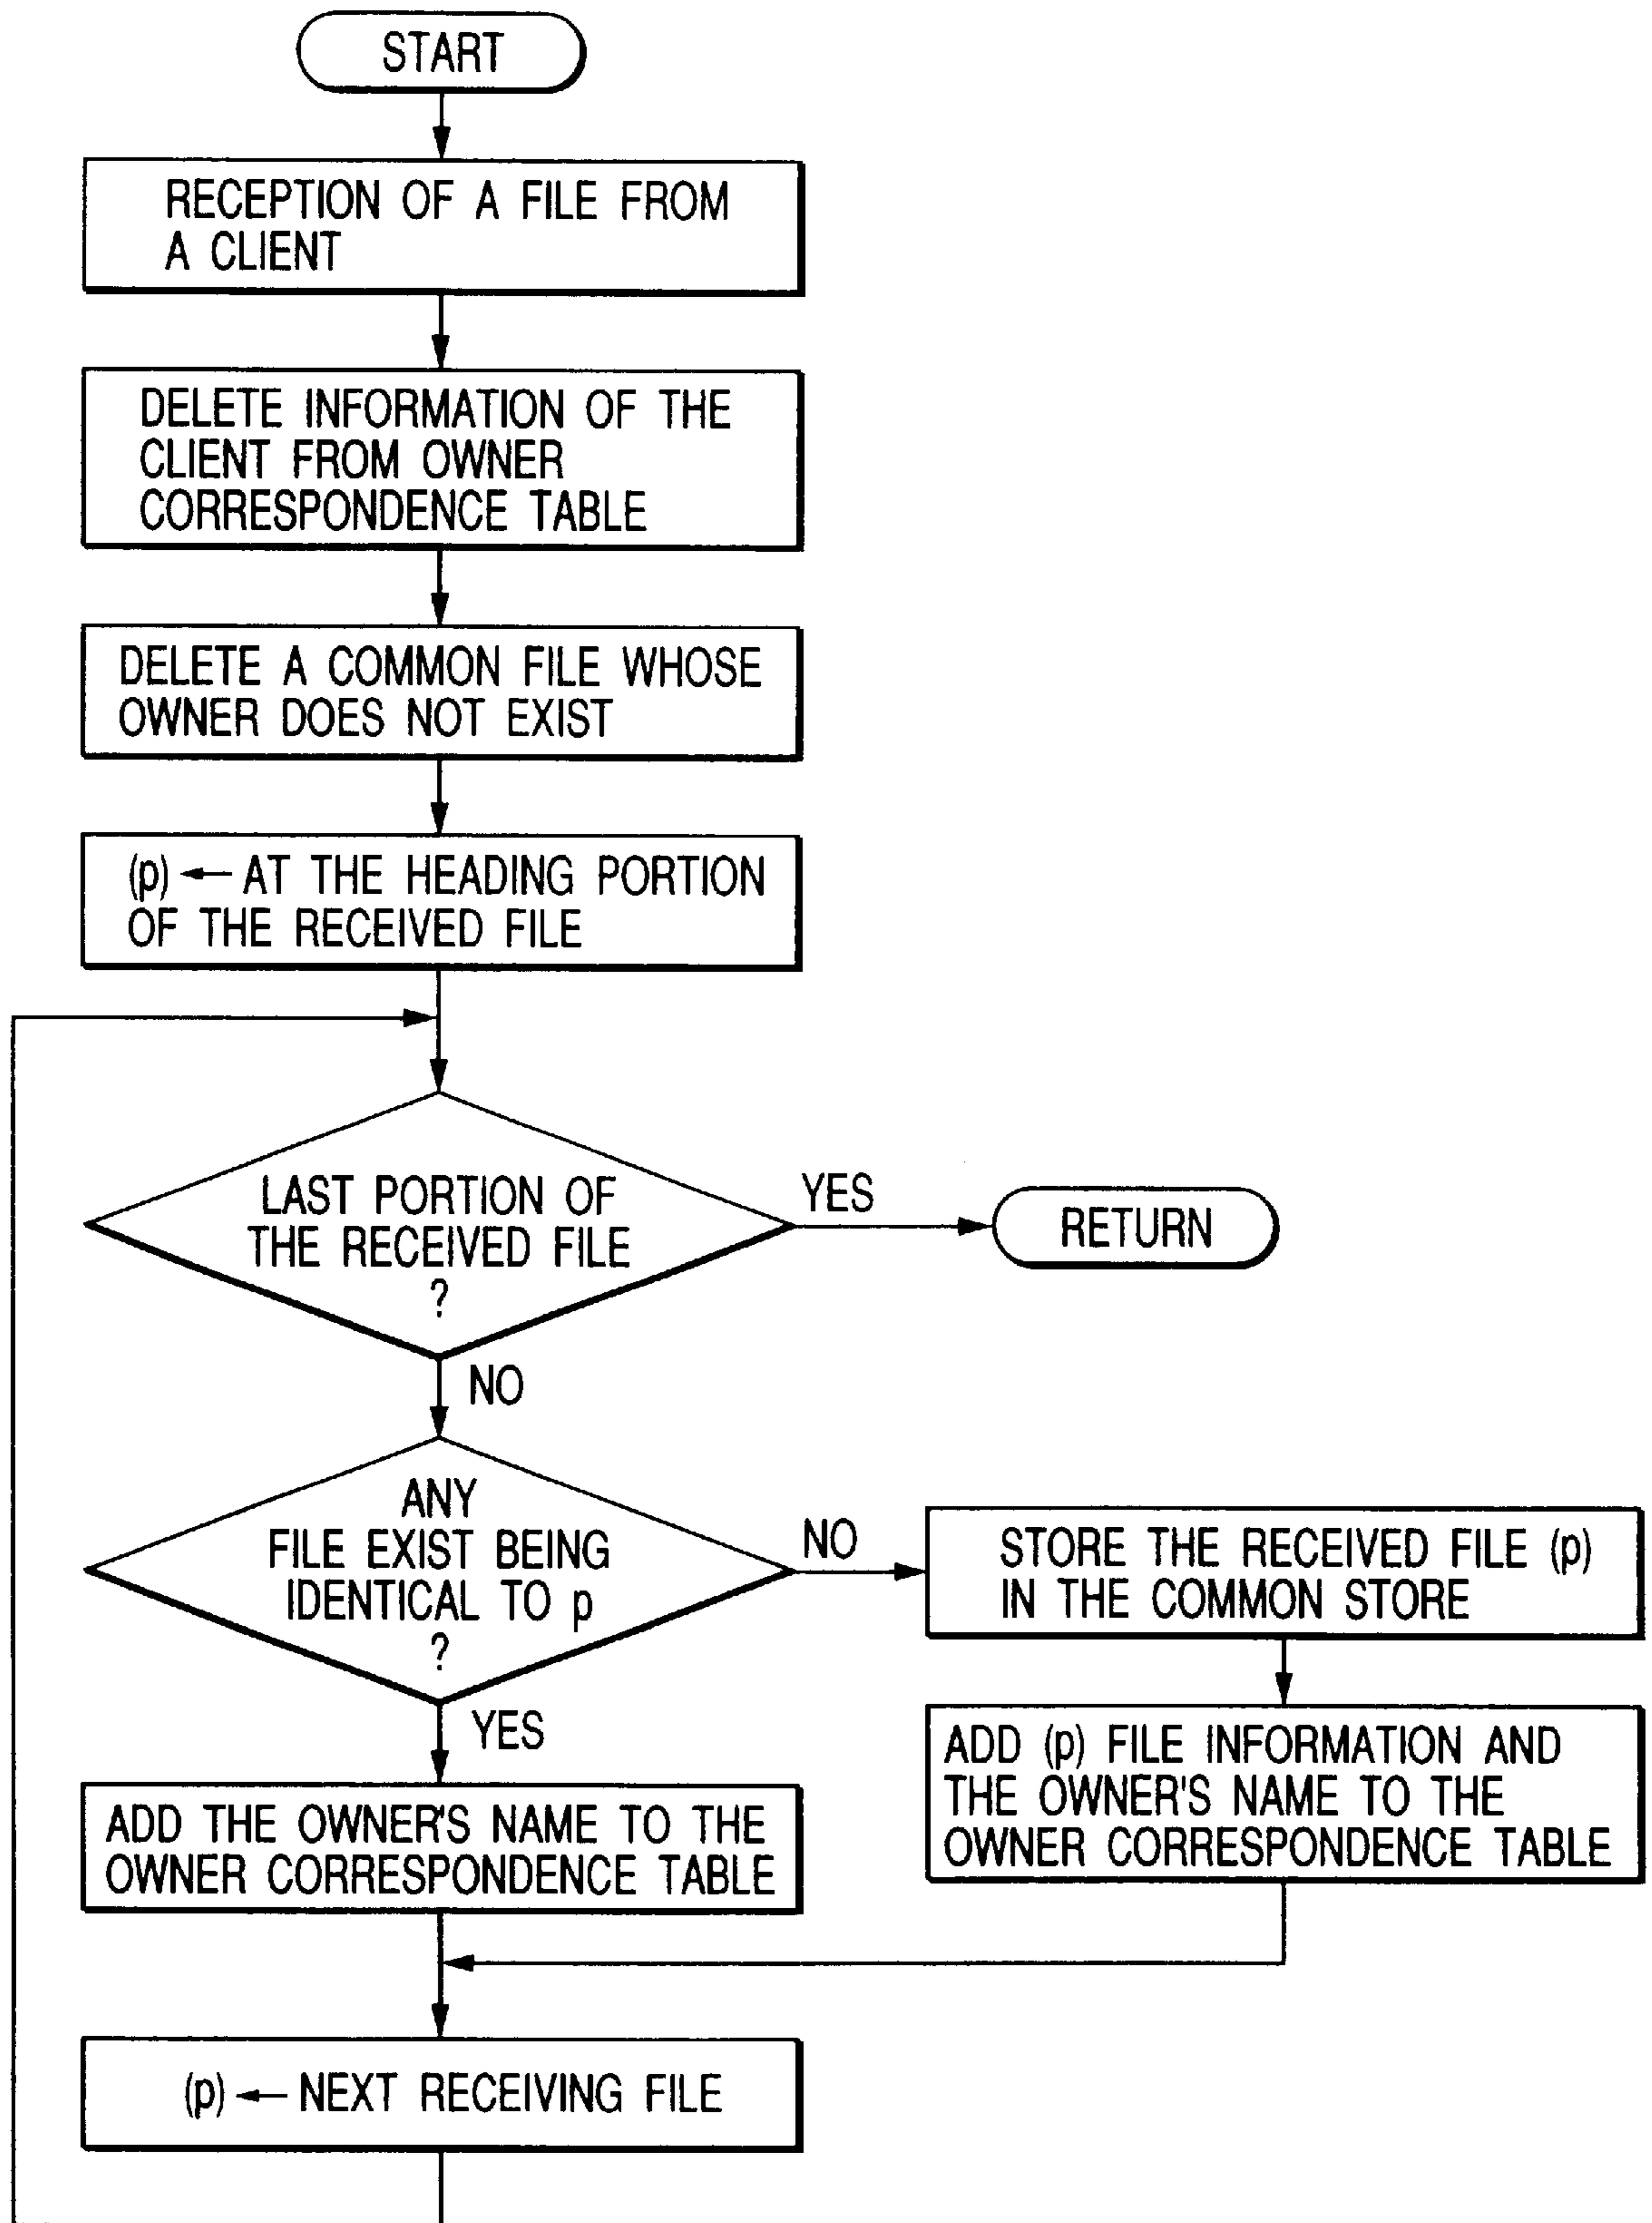 START
RECEPTION OF A FILE FROM
A CLIENT
DELETE INFORMATION OF THE
CLIENT FROM OWNER
CORRESPONDENCE TABLE
DELETE A COMMON FILE WHOSE
OWNER DOES NOT EXIST
(p) ← AT THE HEADING PORTION
OF THE RECEIVED FILE
LAST PORTION OF
THE RECEIVED FILE
?
YES
RETURN
NO
ANY
FILE EXIST BEING
IDENTICAL TO p
?
NO
STORE THE RECEIVED FILE (p)
IN THE COMMON STORE
YES
ADD (p) FILE INFORMATION AND
THE OWNER'S NAME TO THE
OWNER CORRESPONDENCE TABLE
ADD THE OWNER'S NAME TO THE
OWNER CORRESPONDENCE TABLE
(p) ← NEXT RECEIVING FILE